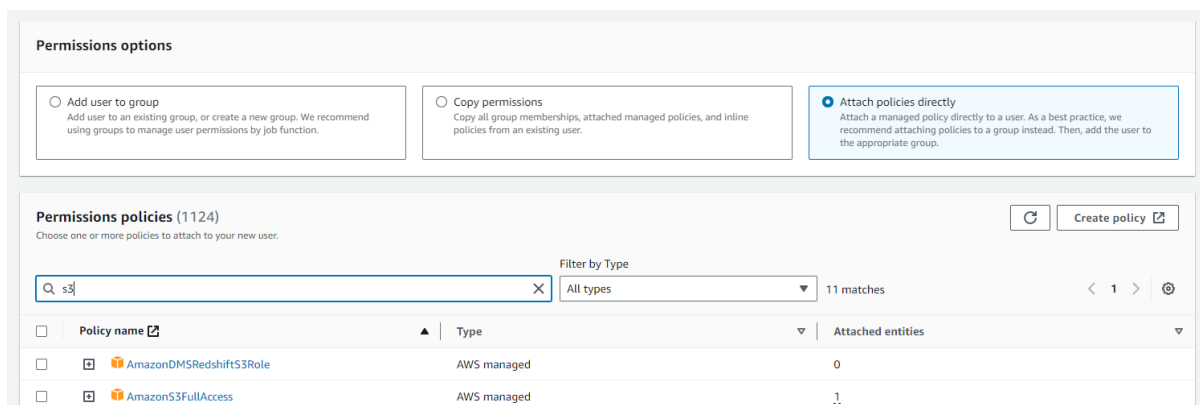 Permissions options
Add user to group
Add user to an existing group, or create a new group. We recommend
using groups to manage user permissions by job function.
Copy permissions
Copy all group memberships, attached managed policies, and inline
policies from an existing user.
Attach policies directly
Attach a managed policy directly to a user. As a best practice, we
recommend attaching policies to a group instead. Then, add the user to
the appropriate group.
Permissions policies (1124)
Choose one or more policies to attach to your new user.
Create policy
Filter by Type
s3
All types
11 matches
1
Policy name
Type
Attached entities
AmazonDMSRedshiftS3Role
AWS managed
0
AmazonS3FullAccess
AWS managed
1